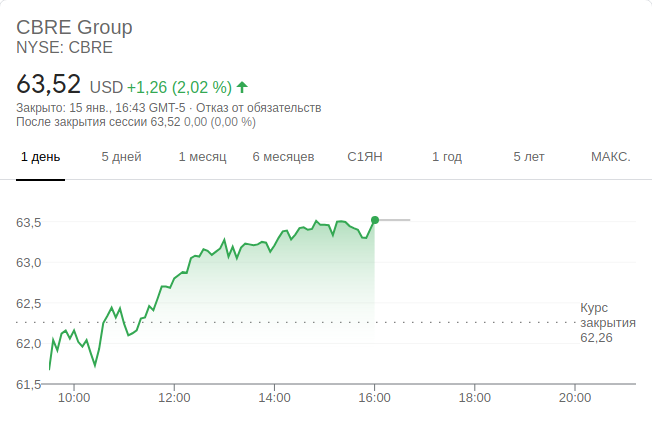 CBRE Group
NYSE: CBRE
63,52 USD +1,26 (2,02 %)
Закрыто: 15 янв., 16:43 GMT-5 · Отказ от обязательств
После закрытия сессии 63,52 0,00 (0,00 %)
1 день 5 дней 1 месяц 6 месяцев С1ЯН 1 год 5 лет МАКС.
63,5
63,0
62,5
62,0
61,5
Курс
закрытия
62,26
10:00 12:00 14:00 16:00 18:00 20:00